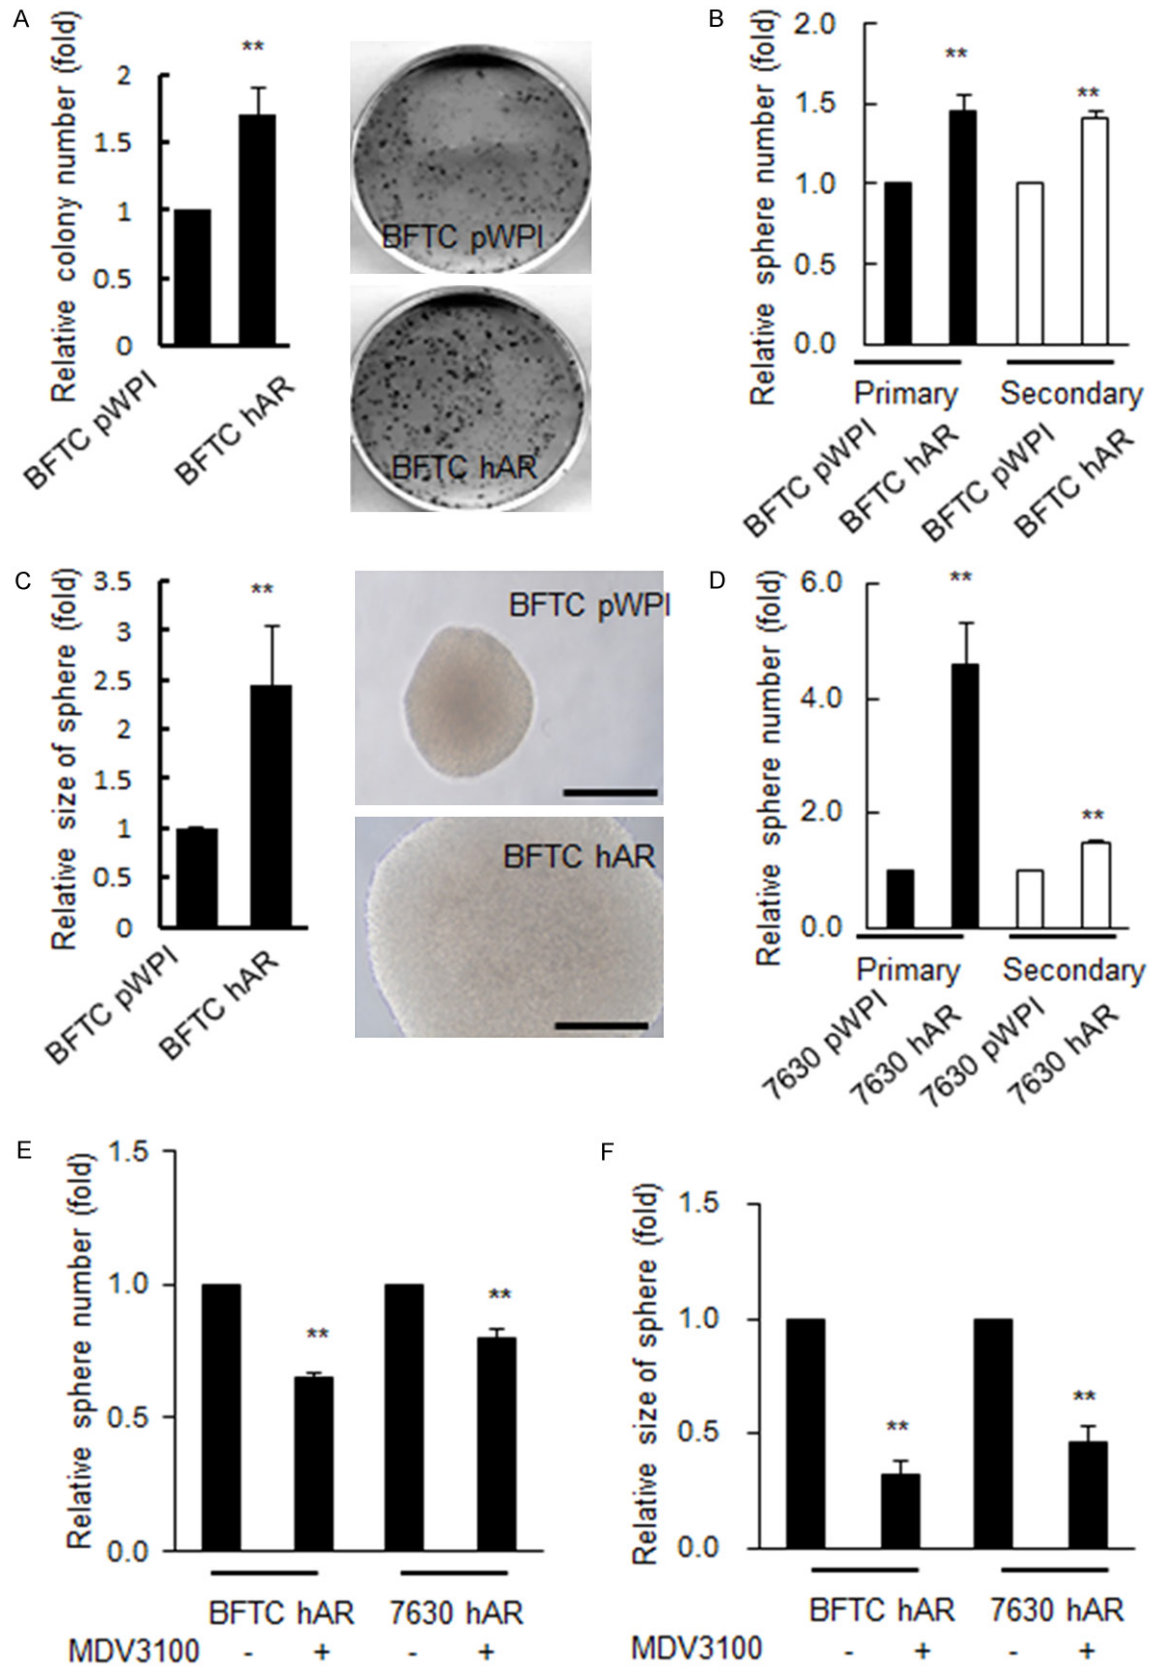 A
Relative colony number (fold)
**
2
1.5
1
0.5
0
BFTC pWPI
BFTC hAR
BFTC pWPI
BFTC hAR
B
Relative sphere number (fold)
2.0
**
1.5
**
1.0
0.5
0.0
Primary
Secondary
BFTC pWPI
BFTC hAR
BFTC pWPI
BFTC hAR
C
Relative size of sphere (fold)
3.5
**
3
2.5
2
1.5
1
0.5
0
BFTC pWPI
BFTC hAR
BFTC pWPI
BFTC hAR
D
Relative sphere number (fold)
6.0
**
4.0
2.0
**
0.0
Primary
Secondary
7630 pWPI
7630 hAR
7630 pWPI
7630 hAR
E
Relative sphere number (fold)
1.5
1.0
**
**
0.5
0.0
BFTC hAR
7630 hAR
MDV3100 - + - +
F
Relative size of sphere (fold)
1.5
1.0
**
**
0.5
0.0
BFTC hAR
7630 hAR
MDV3100 - + - +